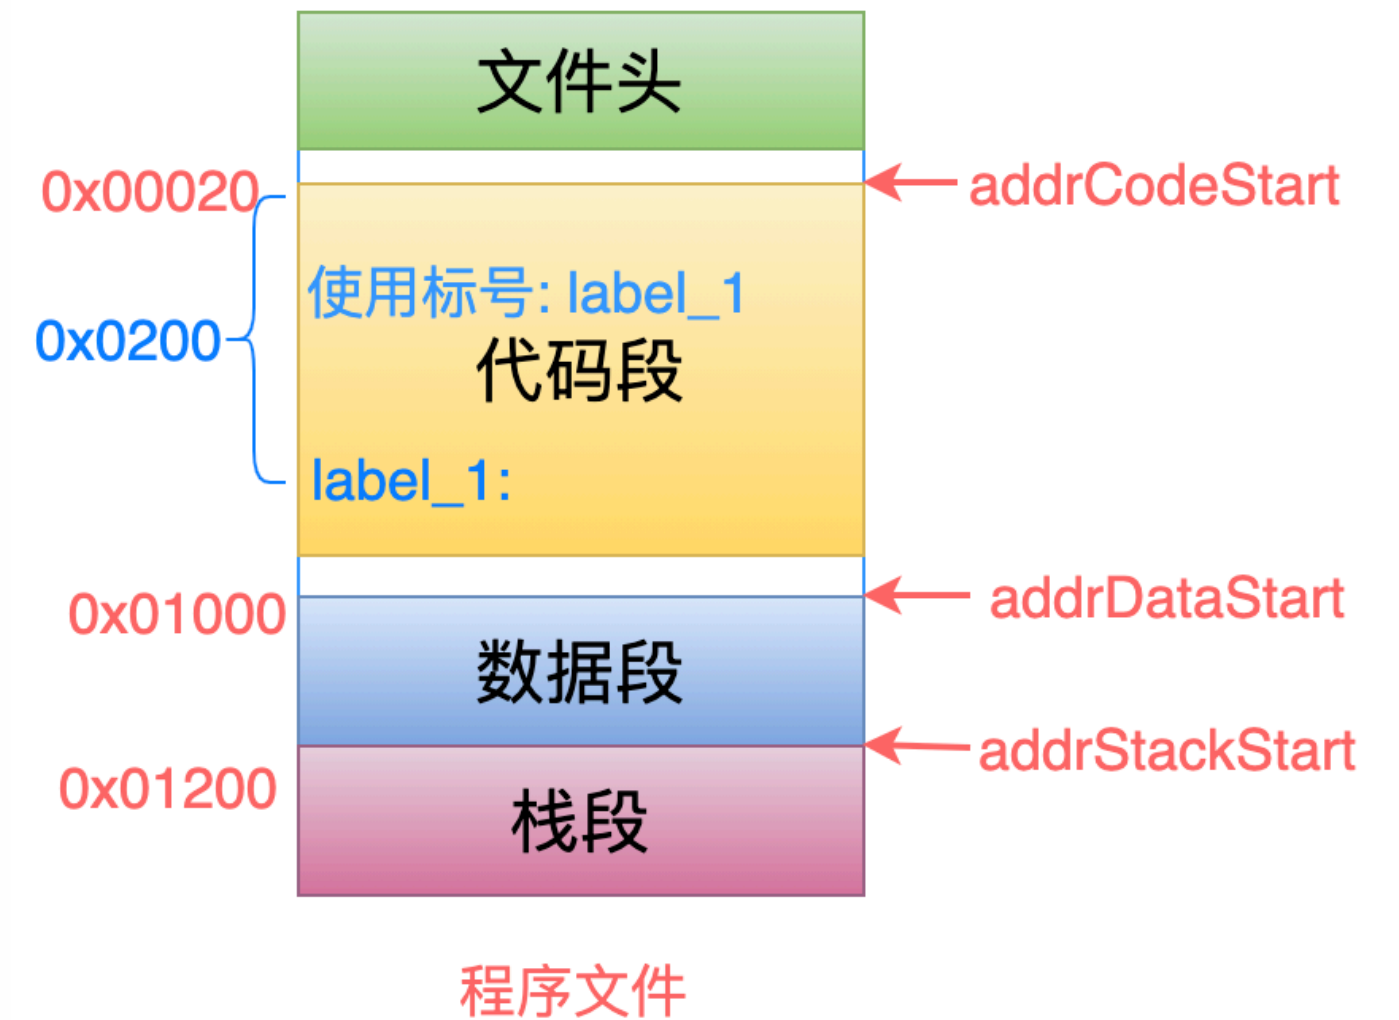 文件头
0x00020
addrCodeStart
使用标号: label_1
0x0200
代码段
label_1:
0x01000
addrDataStart
数据段
addrStackStart
0x01200
栈段
程序文件